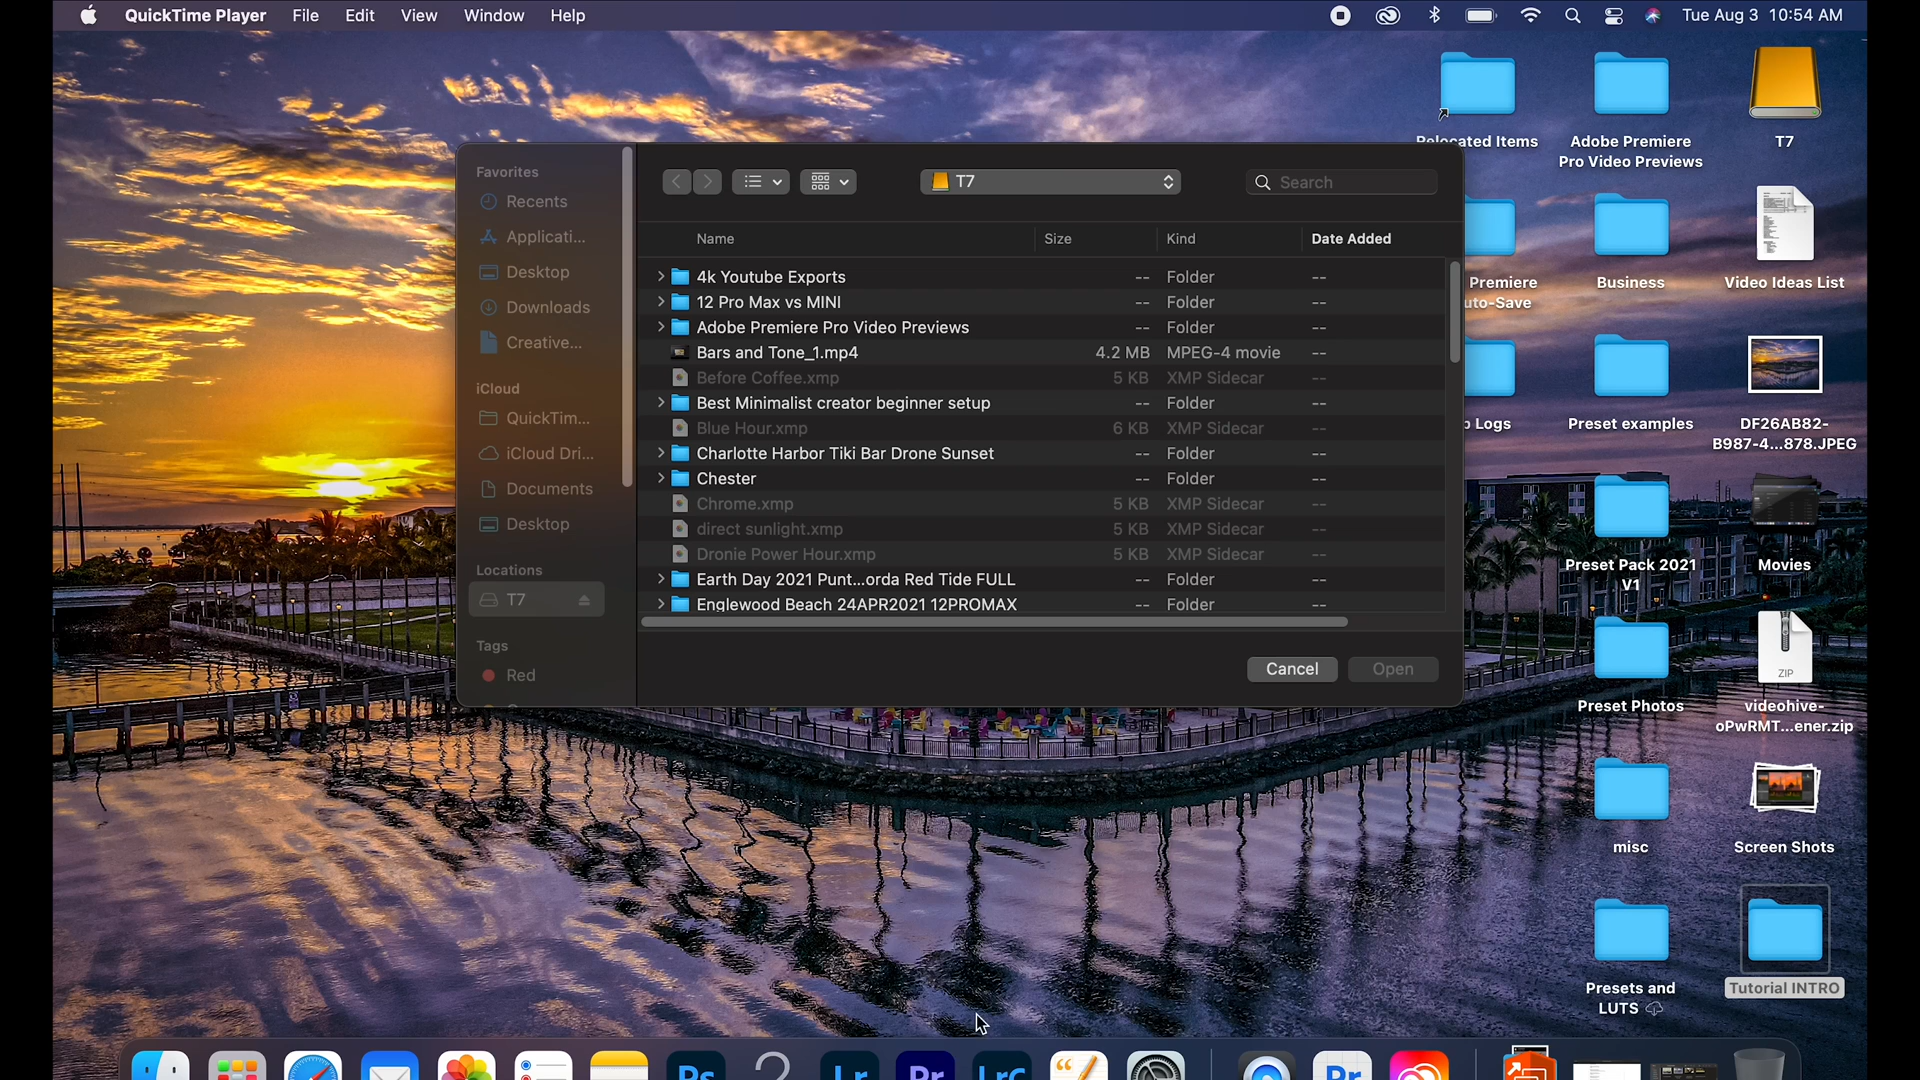 QuickTime Player File Edit View Window Help
Tue Aug 3 10:54 AM
Favorites
Recents
Applicati...
Desktop
Downloads
Creative...
iCloud
QuickTim...
iCloud Dri...
Documents
Desktop
Locations
T7
Tags
Red
T7
Search
Name Size Kind Date Added
4k Youtube Exports -- Folder --
12 Pro Max vs MINI -- Folder --
Adobe Premiere Pro Video Previews -- Folder --
Bars and Tone_1.mp4 4.2 MB MPEG-4 movie --
Before Coffee.xmp 5 KB XMP Sidecar --
Best Minimalist creator beginner setup -- Folder --
Blue Hour.xmp 6 KB XMP Sidecar --
Charlotte Harbor Tiki Bar Drone Sunset -- Folder --
Chester -- Folder --
Chrome.xmp 5 KB XMP Sidecar --
direct sunlight.xmp 5 KB XMP Sidecar --
Dronie Power Hour.xmp 5 KB XMP Sidecar --
Earth Day 2021 Punt...orda Red Tide FULL -- Folder --
Englewood Beach 24APR2021 12PROMAX -- Folder --
Cancel Open
Relocated Items
Adobe Premiere
Pro Video Previews
T7
Premiere
uto-Save
Business
Video Ideas List
Logs
Preset examples
DF26AB82-
B987-4...878.JPEG
Preset Pack 2021
V1
Movies
Preset Photos
ZIP
videohive-
oPwRMT...ener.zip
misc
Screen Shots
Presets and
LUTS
Tutorial INTRO
Ps
?
Lr
Pr
LrC
Pr